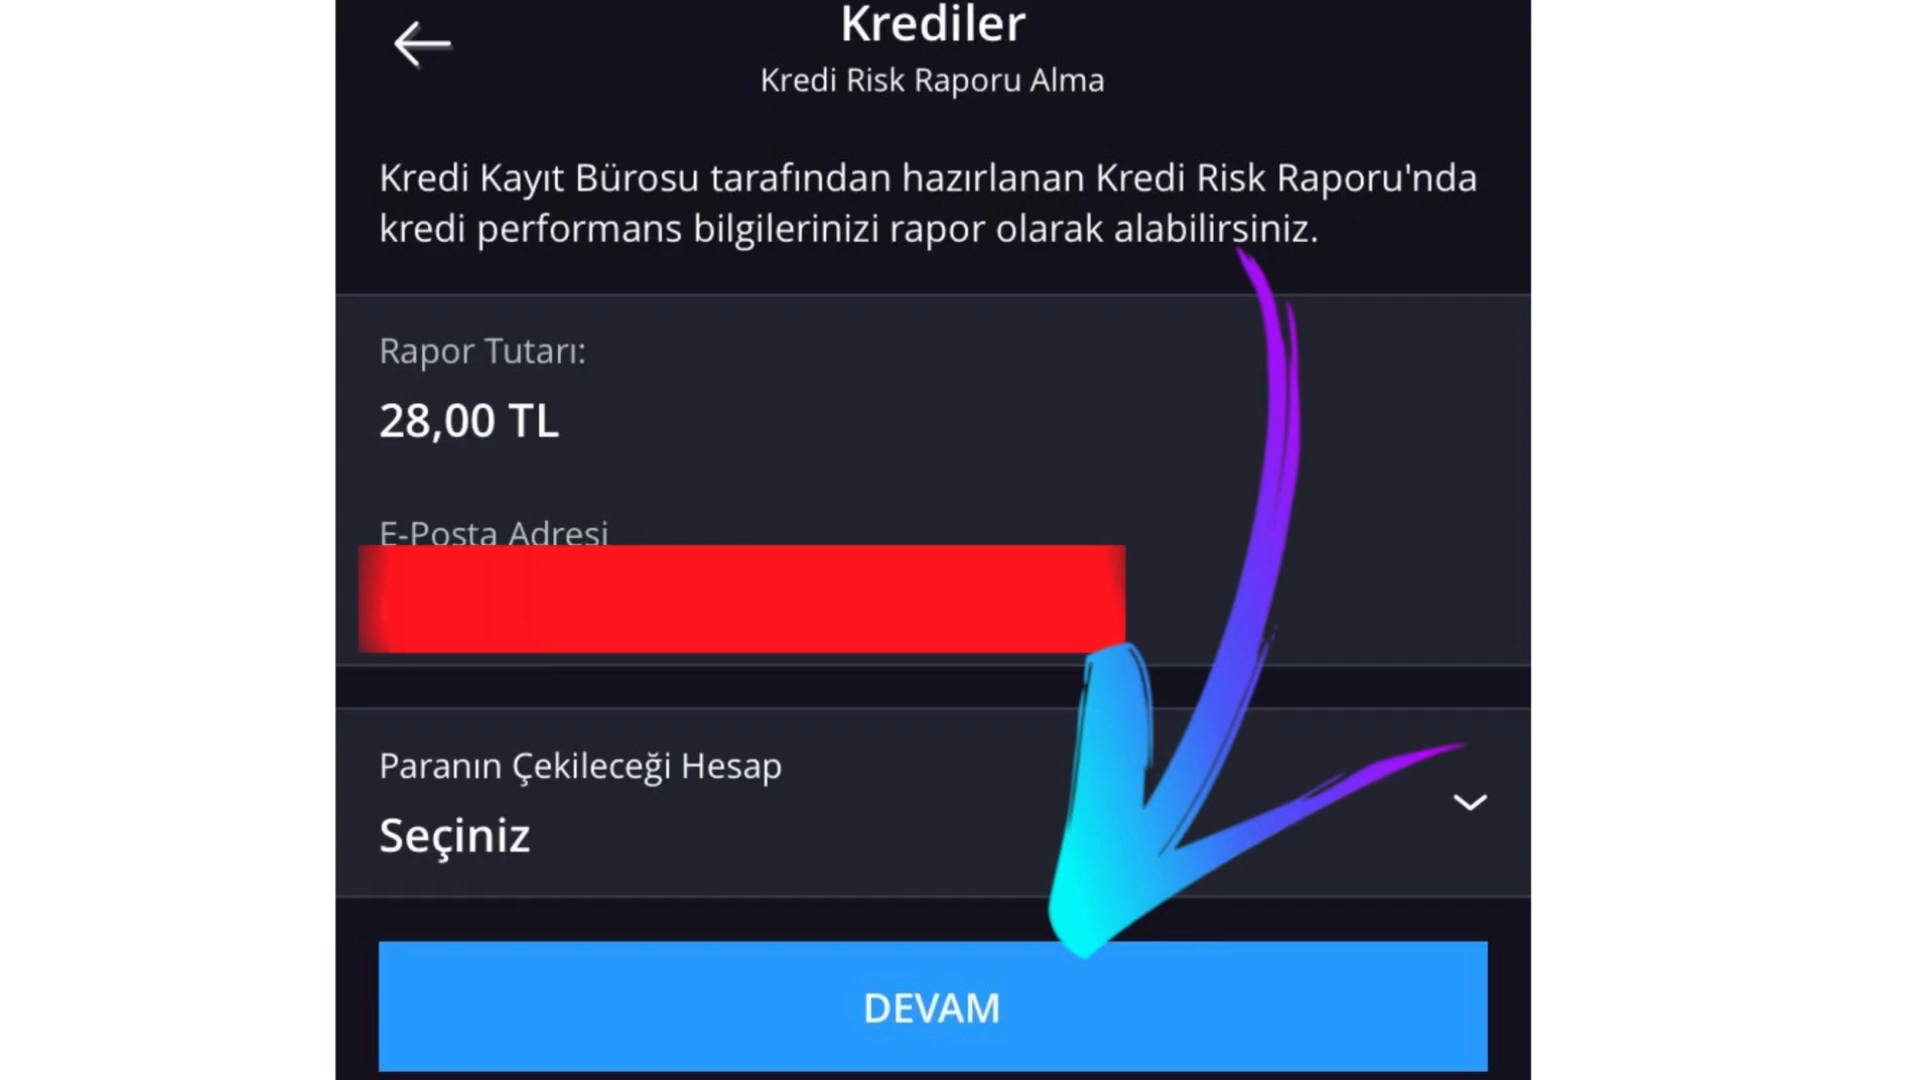 Krediler
Kredi Risk Raporu Alma
Kredi Kayıt Bürosu tarafından hazırlanan Kredi Risk Raporu'nda
kredi performans bilgilerinizi rapor olarak alabilirsiniz.
Rapor Tutarı:
28,00 TL
E-Posta Adresi
Paranın Çekileceği Hesap
Seçiniz
DEVAM